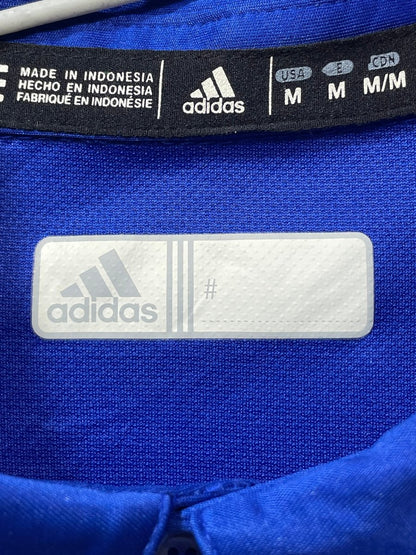 E
MADE IN INDONESIA
HECHO EN INDONESIA
FABRIQUÉ EN INDONÉSIE
adidas
USA E CDN
M M M/M
adidas
#